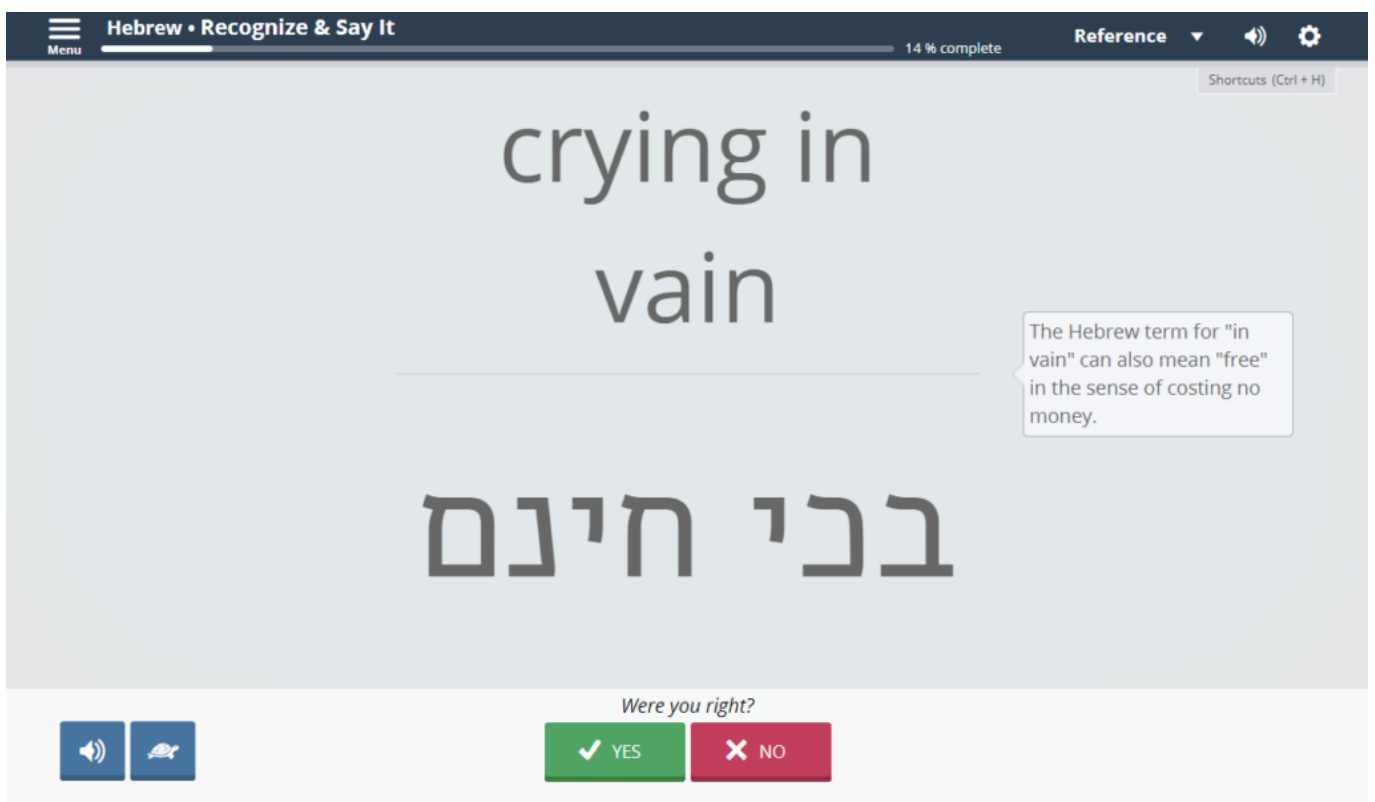 Hebrew • Recognize & Say It
Menu
14 % complete
Reference
Shortcuts (Ctrl + H)
crying in
vain
The Hebrew term for "in
vain" can also mean "free"
in the sense of costing no
money.
בכי חינם
Were you right?
YES
NO